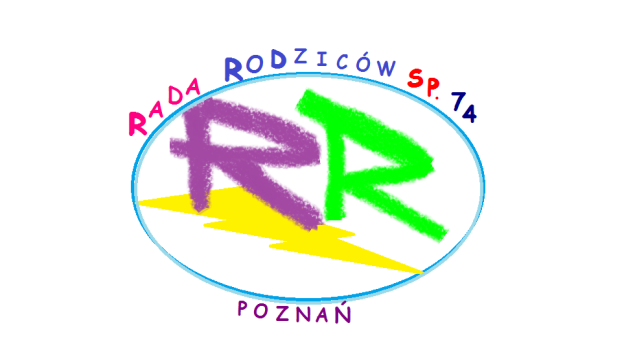 RADA RODZICÓW SP. 74
RR
POZNAŃ